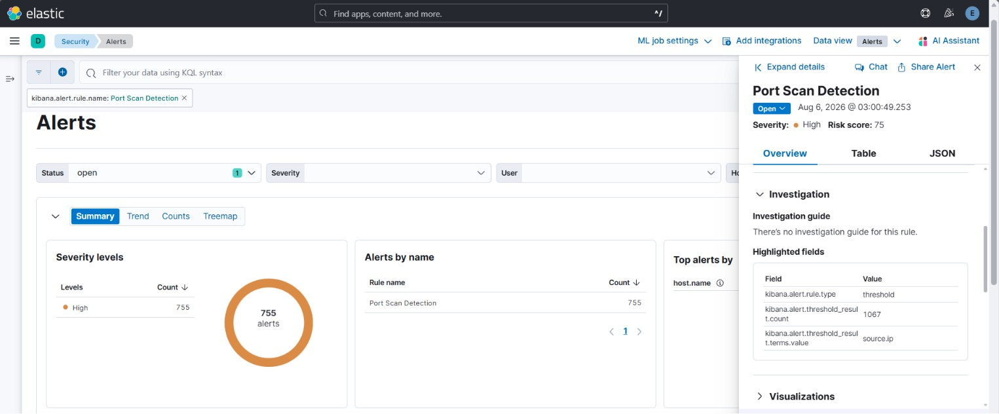 elastic
Find apps, content, and more.
^/
E
D
Security
Alerts
ML job settings
Add integrations
Data view
Alerts
AI Assistant
Filter your data using KQL syntax
kibana.alert.rule.name: Port Scan Detection
Alerts
Status
open
1
Severity
User
Ho
Summary
Trend
Counts
Treemap
Severity levels
Levels
Count
High
755
755
alerts
Alerts by name
Rule name
Count
Port Scan Detection
755
1
Top alerts by
host.name
Expand details
Chat
Share Alert
Port Scan Detection
Open
Aug 6, 2026 @ 03:00:49.253
Severity:
High
Risk score: 75
Overview
Table
JSON
Investigation
Investigation guide
There's no investigation guide for this rule.
Highlighted fields
Field
Value
kibana.alert.rule.type
threshold
kibana.alert.threshold_resul
t.count
1067
kibana.alert.threshold_resul
t.terms.value
source.ip
Visualizations